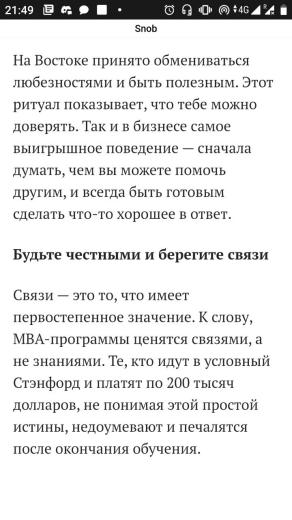 21:49
4G
Snob
На Востоке принято обмениваться
любезностями и быть полезным. Этот
ритуал показывает, что тебе можно
доверять. Так и в бизнесе самое
выигрышное поведение — сначала
думать, чем вы можете помочь
другим, и всегда быть готовым
сделать что-то хорошее в ответ.
Будьте честными и берегите связи
Связи — это то, что имеет
первостепенное значение. К слову,
MBA-программы ценятся связями, а
не знаниями. Те, кто идут в условный
Стэнфорд и платят по 200 тысяч
долларов, не понимая этой простой
истины, недоумевают и печалятся
после окончания обучения.